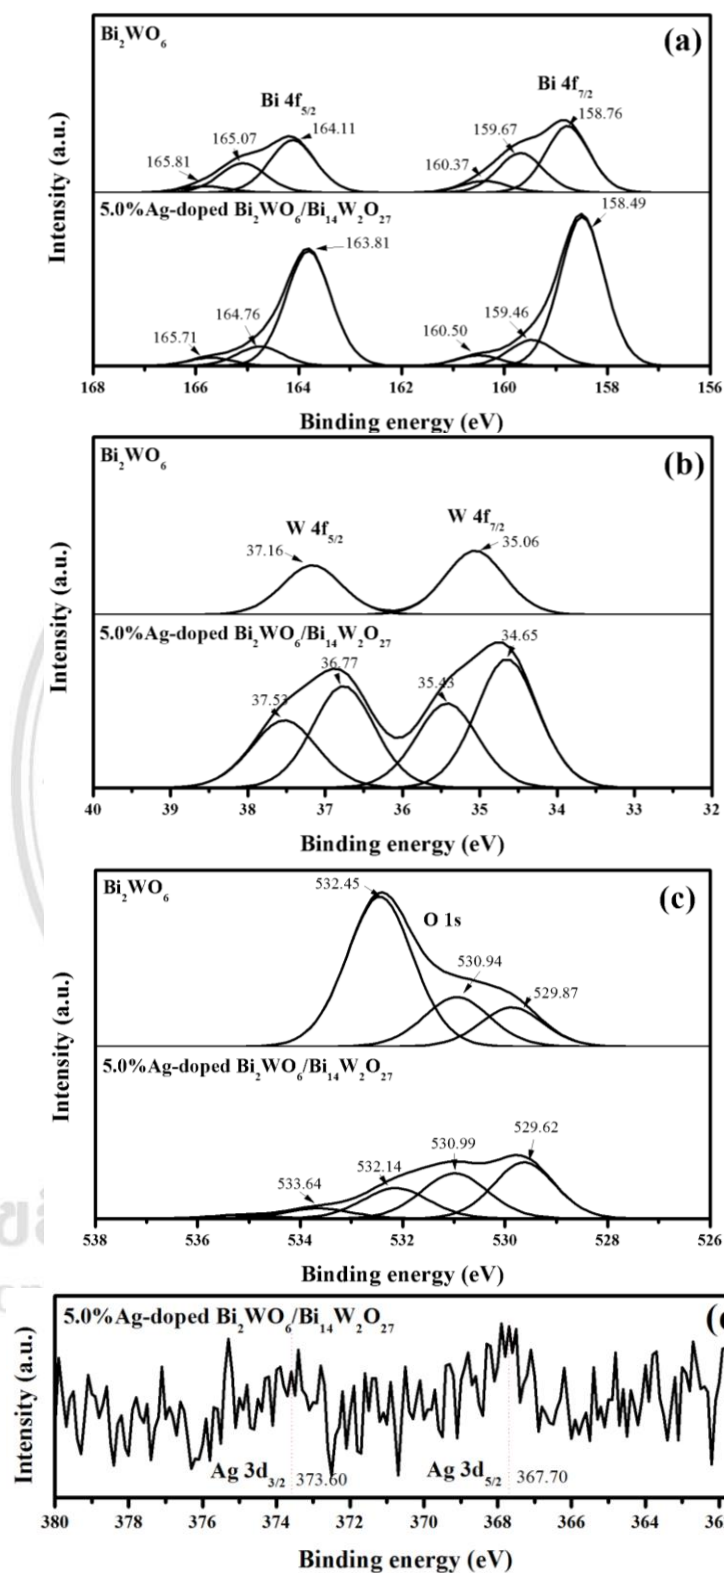 Bi2WO6
(a)
Bi 4f5/2
Bi 4f7/2
165.81
165.07
164.11
160.37
159.67
158.76
5.0%Ag-doped Bi2WO6/Bi14W2O27
165.71
164.76
163.81
160.50
159.46
158.49
Intensity (a.u.)
168 166 164 162 160 158 156
Binding energy (eV)
Bi2WO6
(b)
W 4f5/2
W 4f7/2
37.16
35.06
5.0%Ag-doped Bi2WO6/Bi14W2O27
37.53
36.77
35.43
34.65
Intensity (a.u.)
40 39 38 37 36 35 34 33 32
Binding energy (eV)
Bi2WO6
(c)
532.45
O 1s
530.94
529.87
5.0%Ag-doped Bi2WO6/Bi14W2O27
533.64
532.14
530.99
529.62
Intensity (a.u.)
538 536 534 532 530 528 526
Binding energy (eV)
5.0%Ag-doped Bi2WO6/Bi14W2O27
Ag 3d3/2 373.60
Ag 3d5/2 367.70
Intensity (a.u.)
380 378 376 374 372 370 368 366 364
Binding energy (eV)